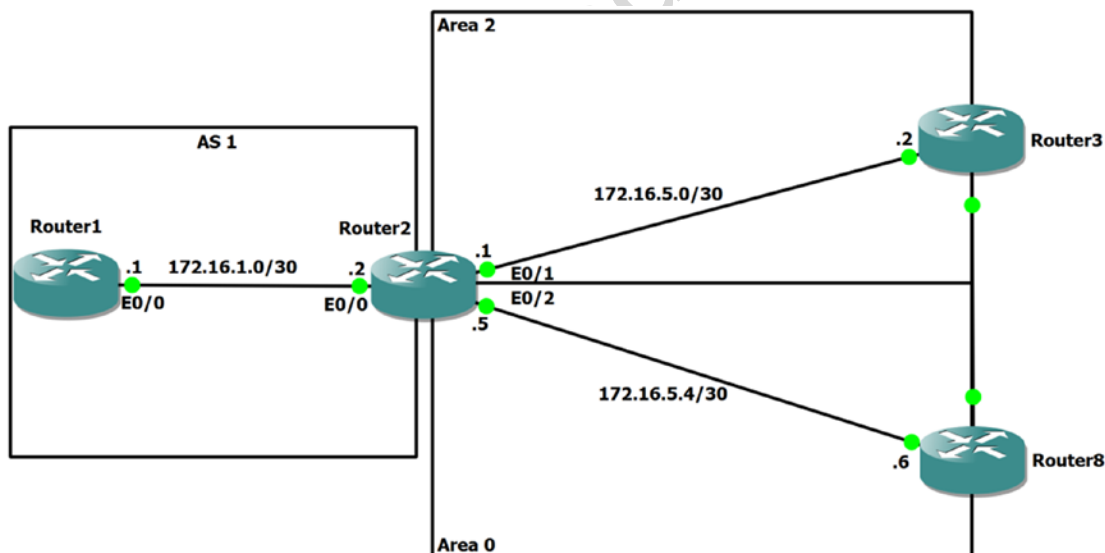 Area 2
AS 1
Router1
.1
172.16.1.0/30
E0/0
Router2
.2
E0/0
.1
E0/1
E0/2
.5
172.16.5.0/30
.2
Router3
172.16.5.4/30
.6
Router8
Area 0